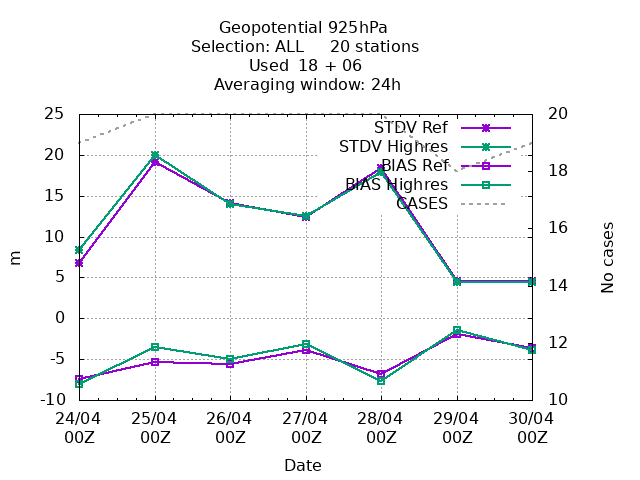 Geopotential 925hPa
Selection: ALL     20 stations
Used  18 + 06
Averaging window: 24h
25
20
15
10
5
0
-5
-10
m
20
18
16
14
12
10
No cases
STDV Ref
STDV Highres
BIAS Ref
BIAS Highres
CASES
24/04 25/04 26/04 27/04 28/04 29/04 30/04
00Z 00Z 00Z 00Z 00Z 00Z 00Z
Date